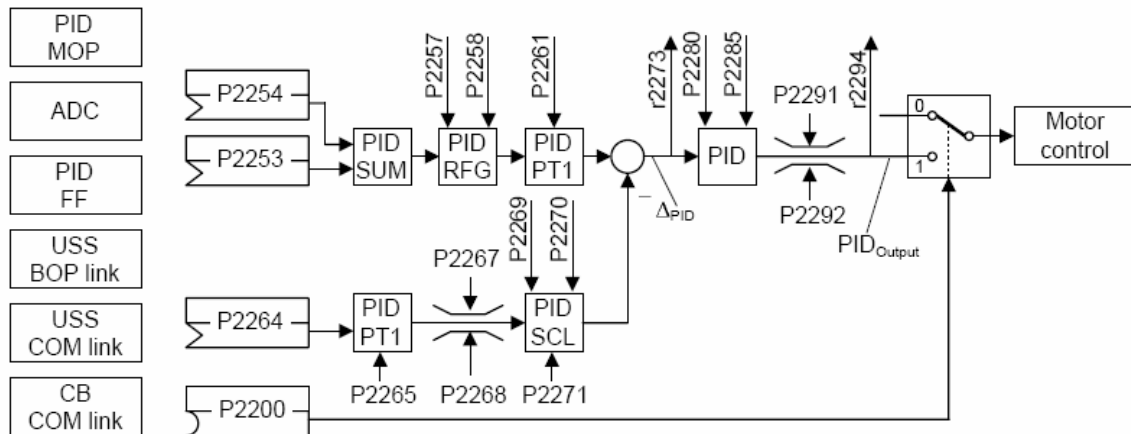 PID
MOP
ADC
PID
FF
USS
BOP link
USS
COM link
CB
COM link
P2254
P2253
P2264
P2200
PID
SUM
P2257
P2258
PID
RFG
P2261
PID
PT1
r2273
P2280
P2285
PID
P2291
P2292
r2294
0
1
Motor
control
− ΔPID
PIDOutput
PID
PT1
P2265
P2267
P2268
P2269
P2270
PID
SCL
P2271